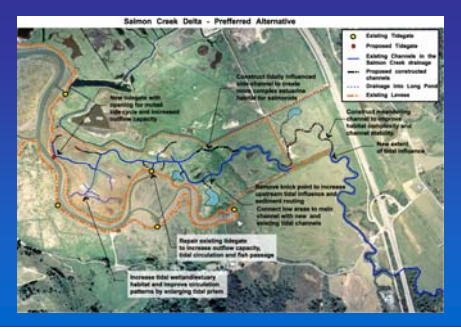 Salmon Creek Delta - Prefferred Alternative
Existing Tidegate
Proposed Tidegate
Existing Channels in the
Salmon Creek drainage
Proposed constructed
channels
Drainage into Long Pond
Existing Levees
Construct tidally influenced
side channel to create
more complex estuarine
habitat for salmonids
New tidegate with
opening for muted
tide cycle and increased
outflow capacity
Construct meandering
channel to improve
habitat complexity and
channel stability
New extent
of tidal influence
Remove knick point to increase
upstream tidal influence and
sediment routing
Connect low areas to main
channel with new and
existing tidal channels
Repair existing tidegate
to increase outflow capacity,
tidal circulation and fish passage
Increase tidal wetland/estuary
habitat and improve circulation
patterns by enlarging tidal prism